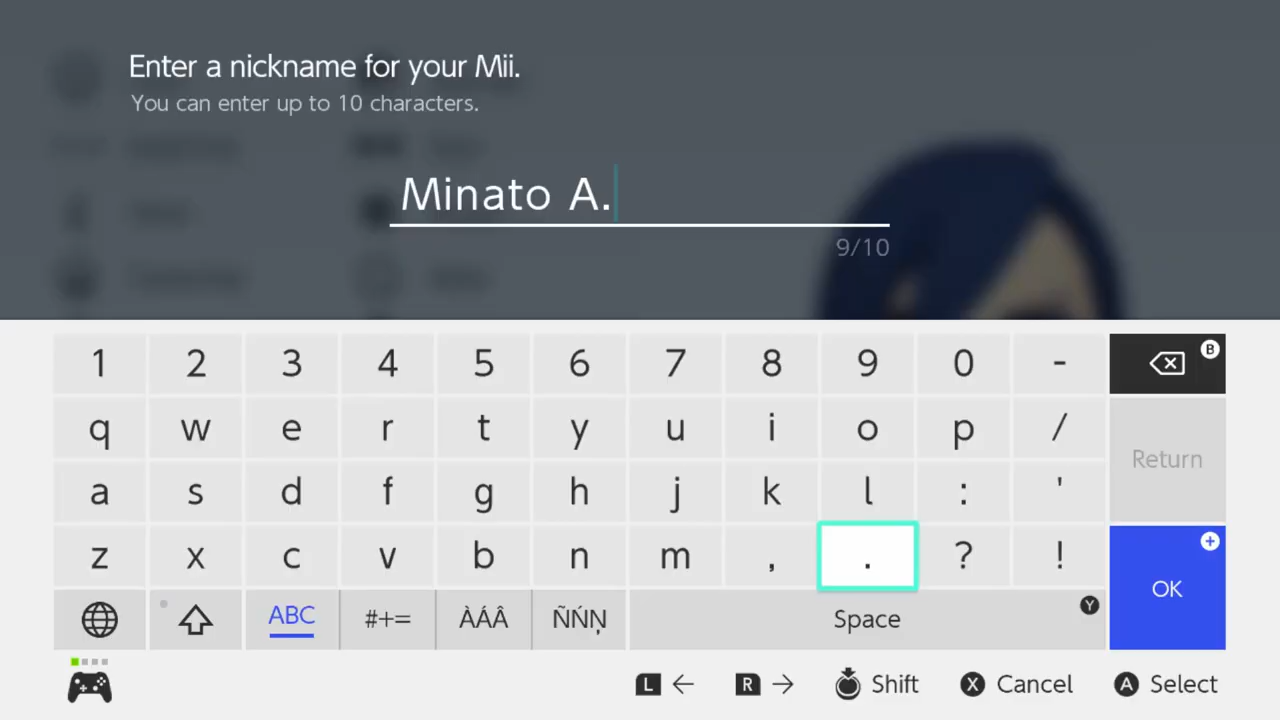 Enter a nickname for your Mii.
You can enter up to 10 characters.
Minato A.
9/10
1 2 3 4 5 6 7 8 9 0 - B
q w e r t y u i o p /
Return
a s d f g h j k l : '
z x c v b n m , . ? ! +
OK
ABC #+= ÀÁÂ ÑŃŅ Space Y
L ← R → Shift X Cancel A Select